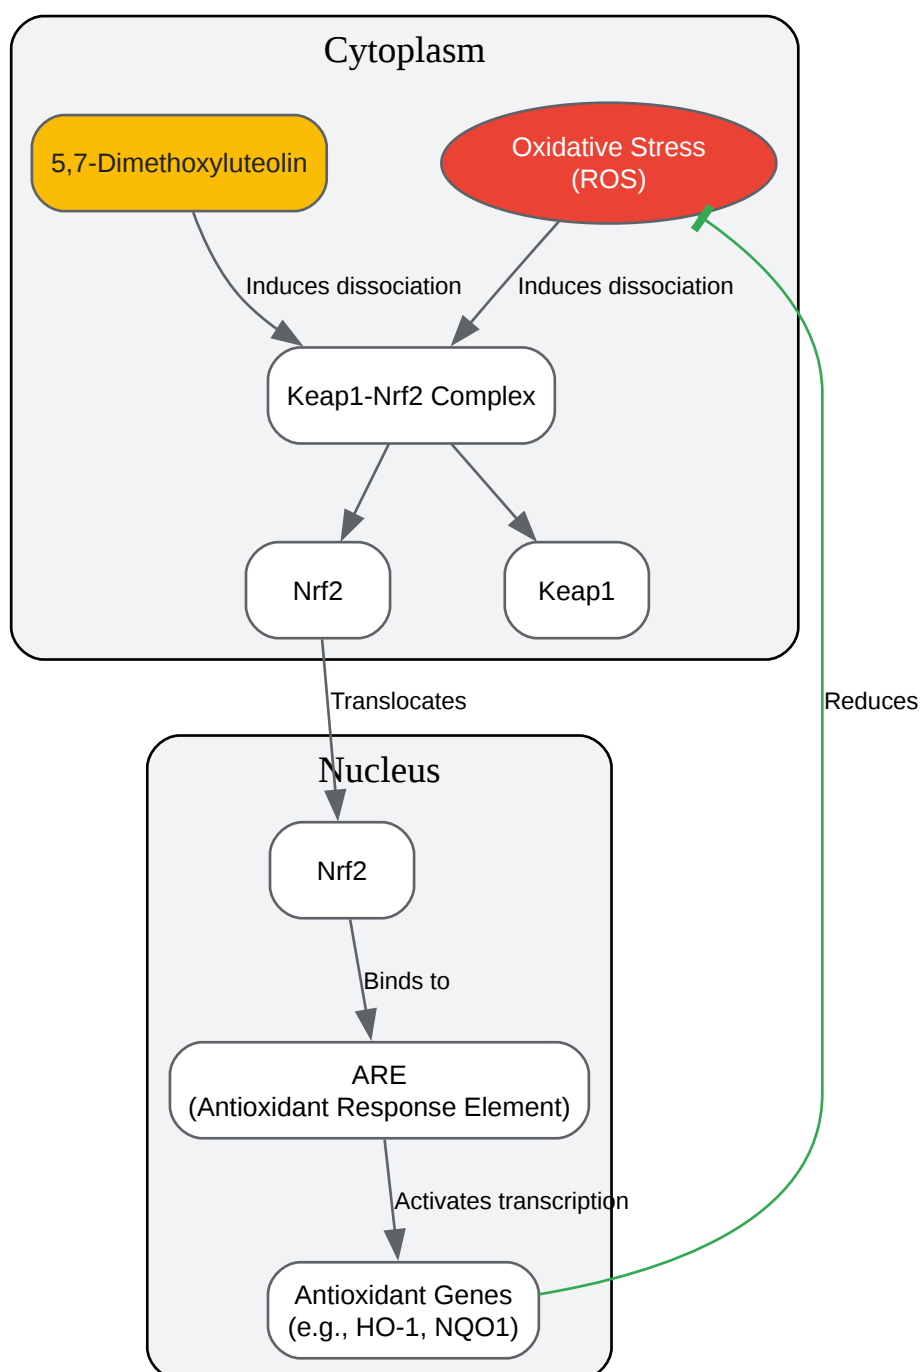 Cytoplasm
5,7-Dimethoxyluteolin
Oxidative Stress
(ROS)
Induces dissociation
Induces dissociation
Keap1-Nrf2 Complex
Nrf2
Keap1
Translocates
Reduces
Nucleus
Nrf2
Binds to
ARE
(Antioxidant Response Element)
Activates transcription
Antioxidant Genes
(e.g., HO-1, NQO1)